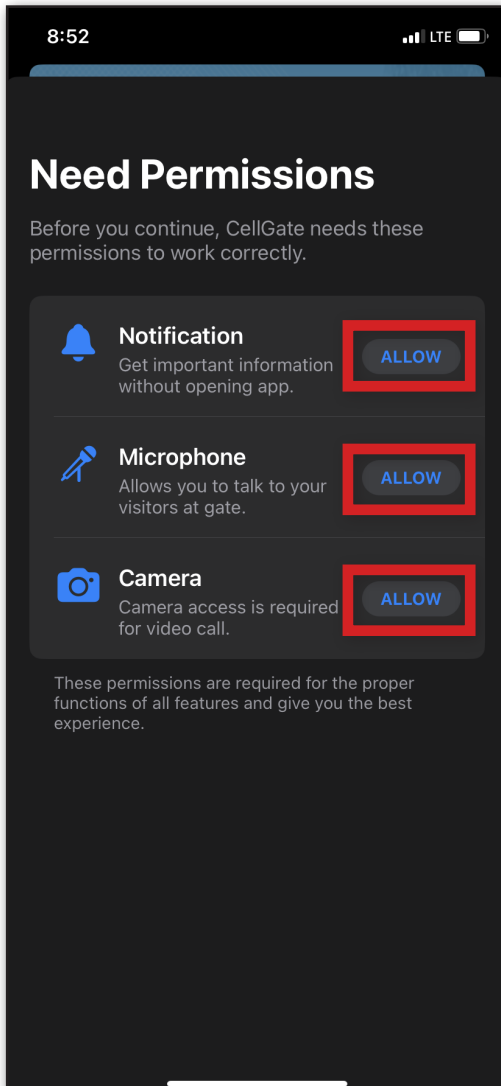 8:52
LTE
Need Permissions
Before you continue, CellGate needs these
permissions to work correctly.
Notification
Get important information
without opening app.
ALLOW
Microphone
Allows you to talk to your
visitors at gate.
ALLOW
Camera
Camera access is required
for video call.
ALLOW
These permissions are required for the proper
functions of all features and give you the best
experience.